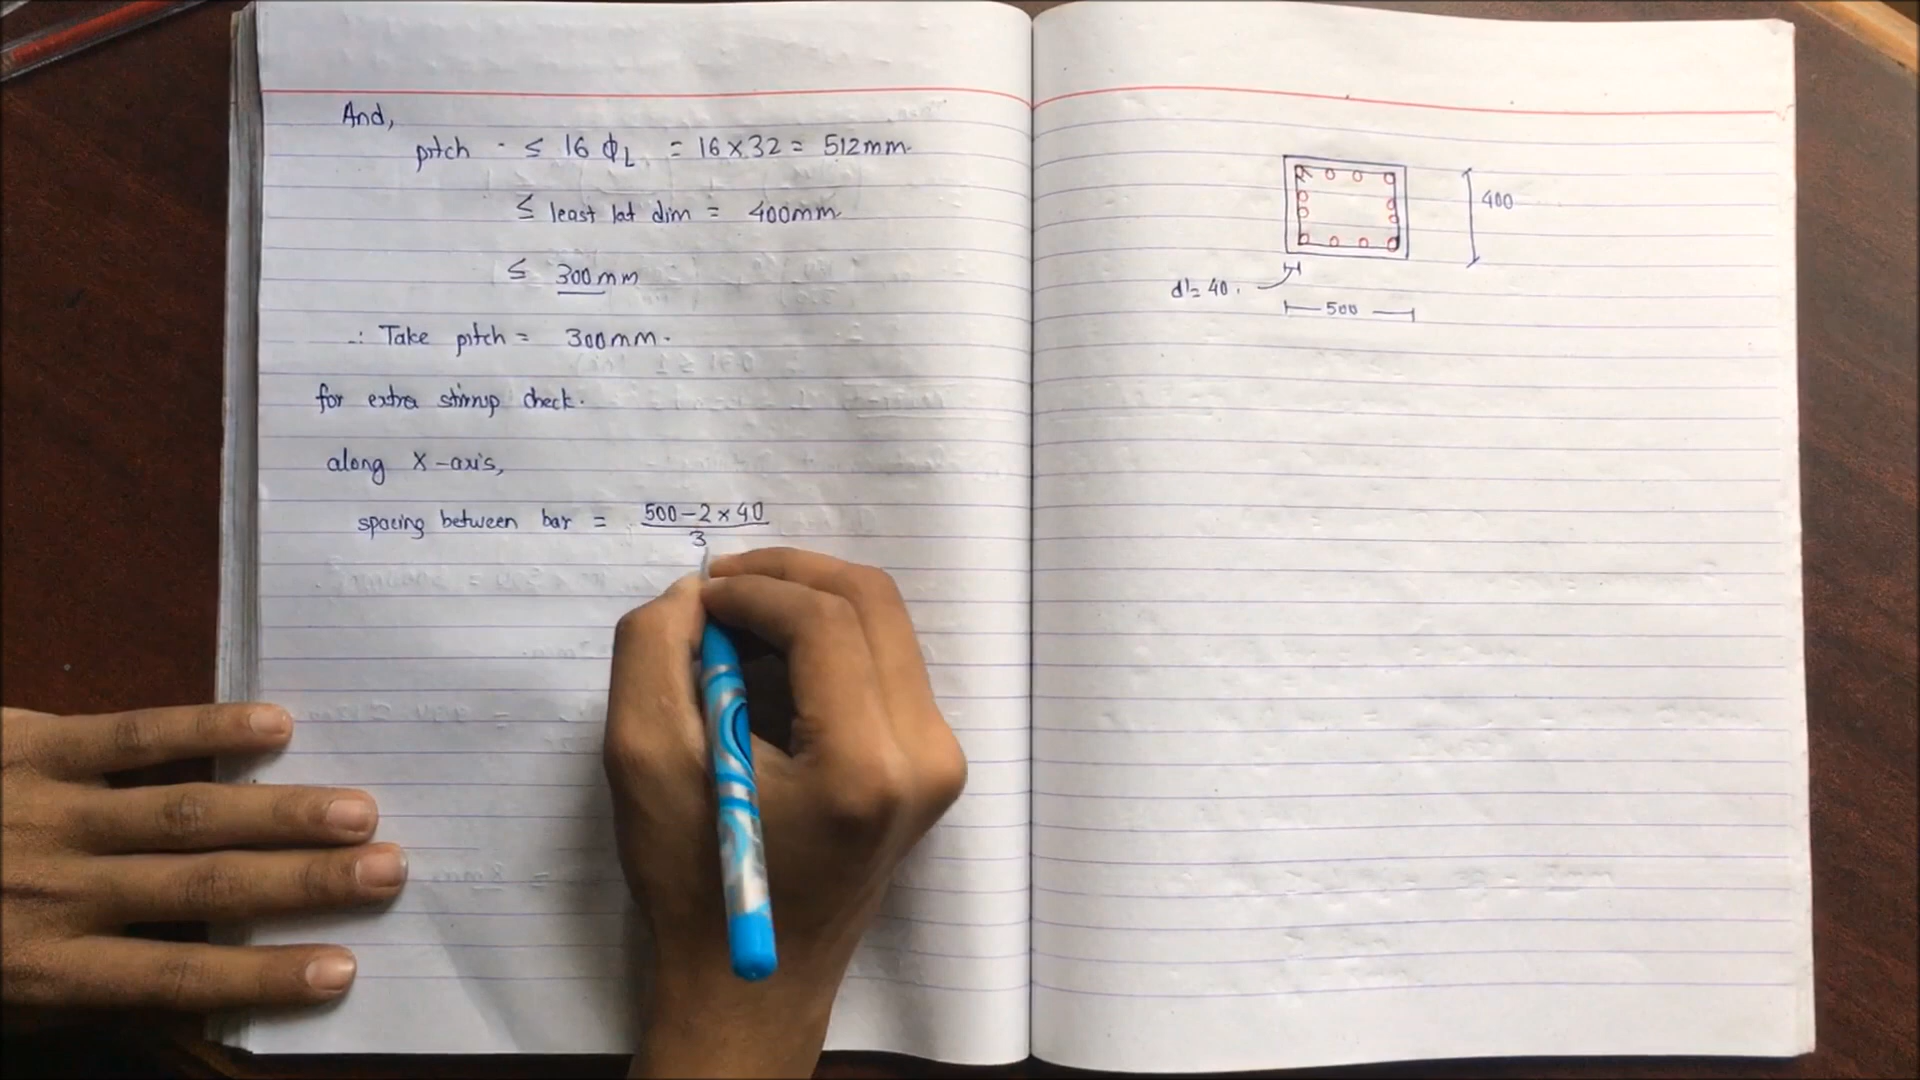 And,
pitch ≤ 16 ϕL = 16 × 32 = 512mm.
≤ least lat dim = 400mm
≤ 300mm
∴ Take pitch = 300mm.
for extra stirrup check.
along X-axis,
spacing between bar = (500 - 2 × 40) / 3
400
d' = 40.
500